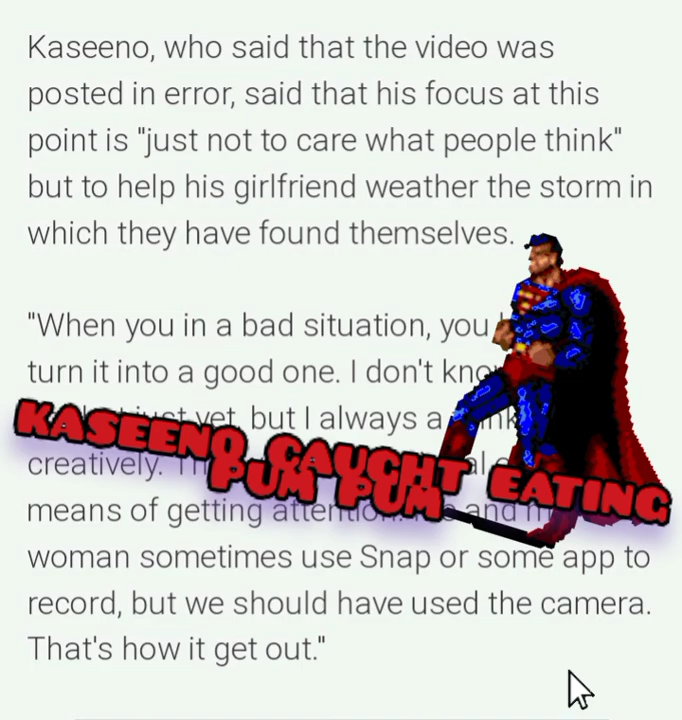 Kaseeno, who said that the video was
posted in error, said that his focus at this
point is "just not to care what people think"
but to help his girlfriend weather the storm in
which they have found themselves.
"When you in a bad situation, you
turn it into a good one. I don't
yet, but I always a
KASEENO CAUGHT EATING
PUM PUM
creatively.
means of getting and
woman sometimes use Snap or some app to
record, but we should have used the camera.
That's how it get out."